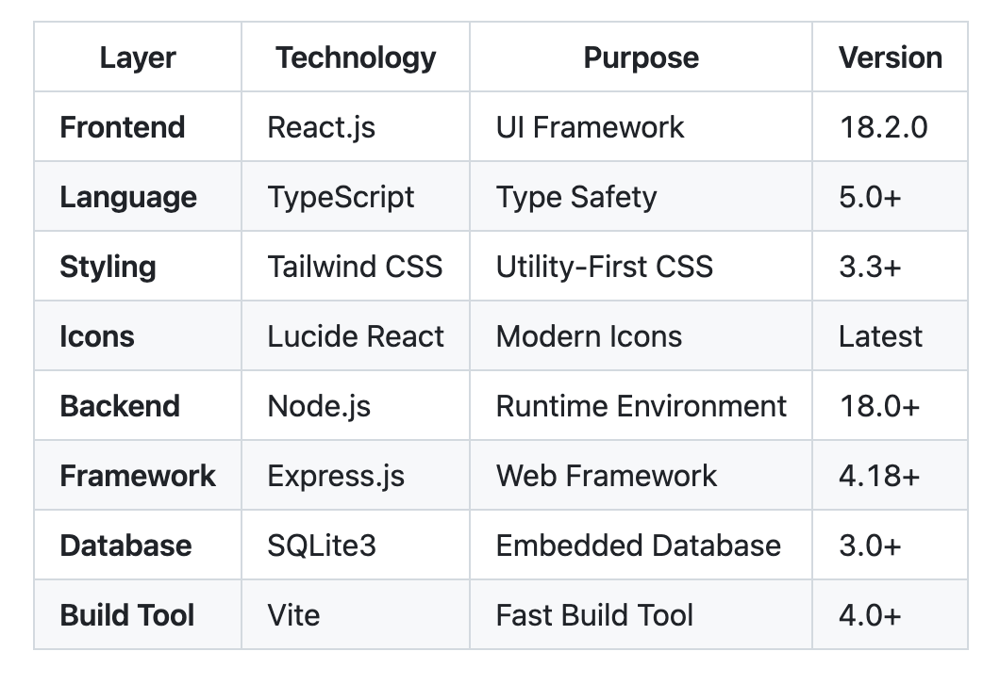 Layer Technology Purpose Version
Frontend React.js UI Framework 18.2.0
Language TypeScript Type Safety 5.0+
Styling Tailwind CSS Utility-First CSS 3.3+
Icons Lucide React Modern Icons Latest
Backend Node.js Runtime Environment 18.0+
Framework Express.js Web Framework 4.18+
Database SQLite3 Embedded Database 3.0+
Build Tool Vite Fast Build Tool 4.0+